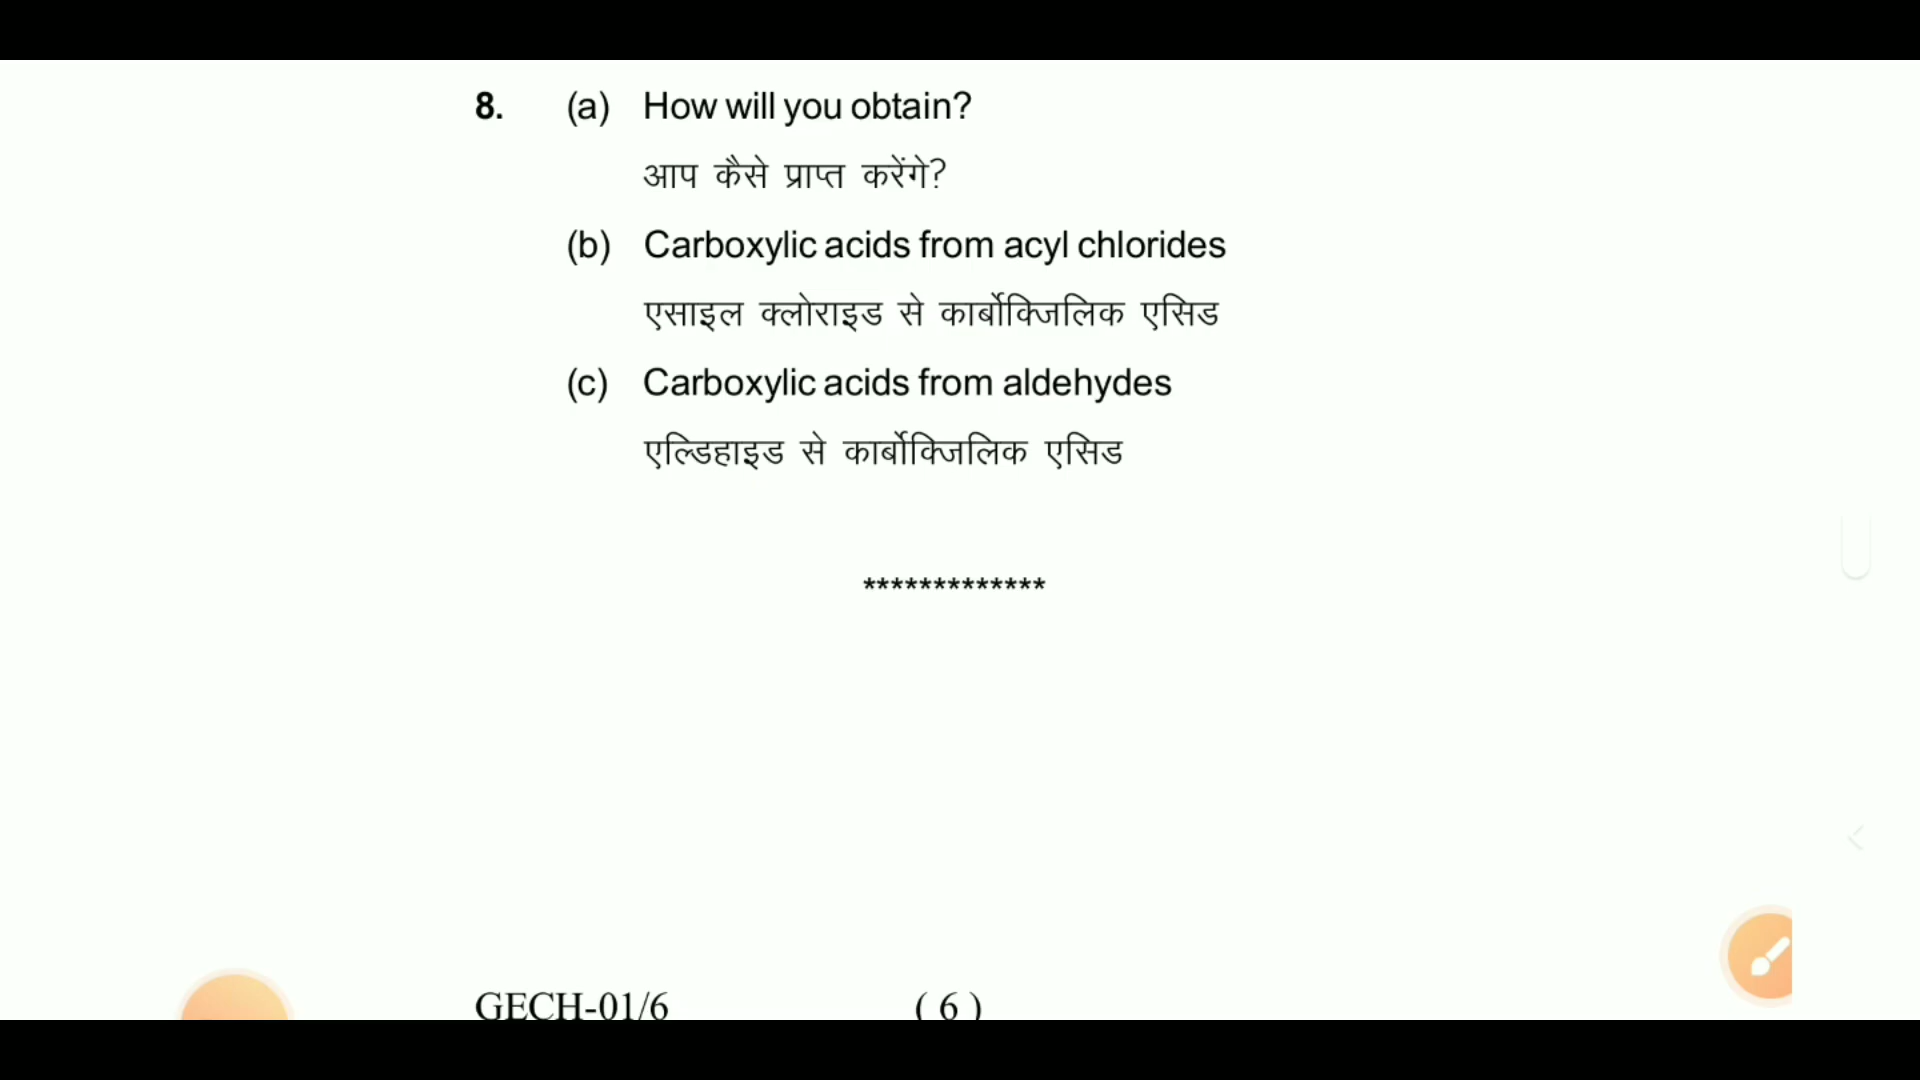 8. (a) How will you obtain?
आप कैसे प्राप्त करेंगे?
(b) Carboxylic acids from acyl chlorides
एसाइल क्लोराइड से कार्बोक्जिलिक एसिड
(c) Carboxylic acids from aldehydes
एल्डिहाइड से कार्बोक्जिलिक एसिड
*************
GECH-01/6 ( 6 )